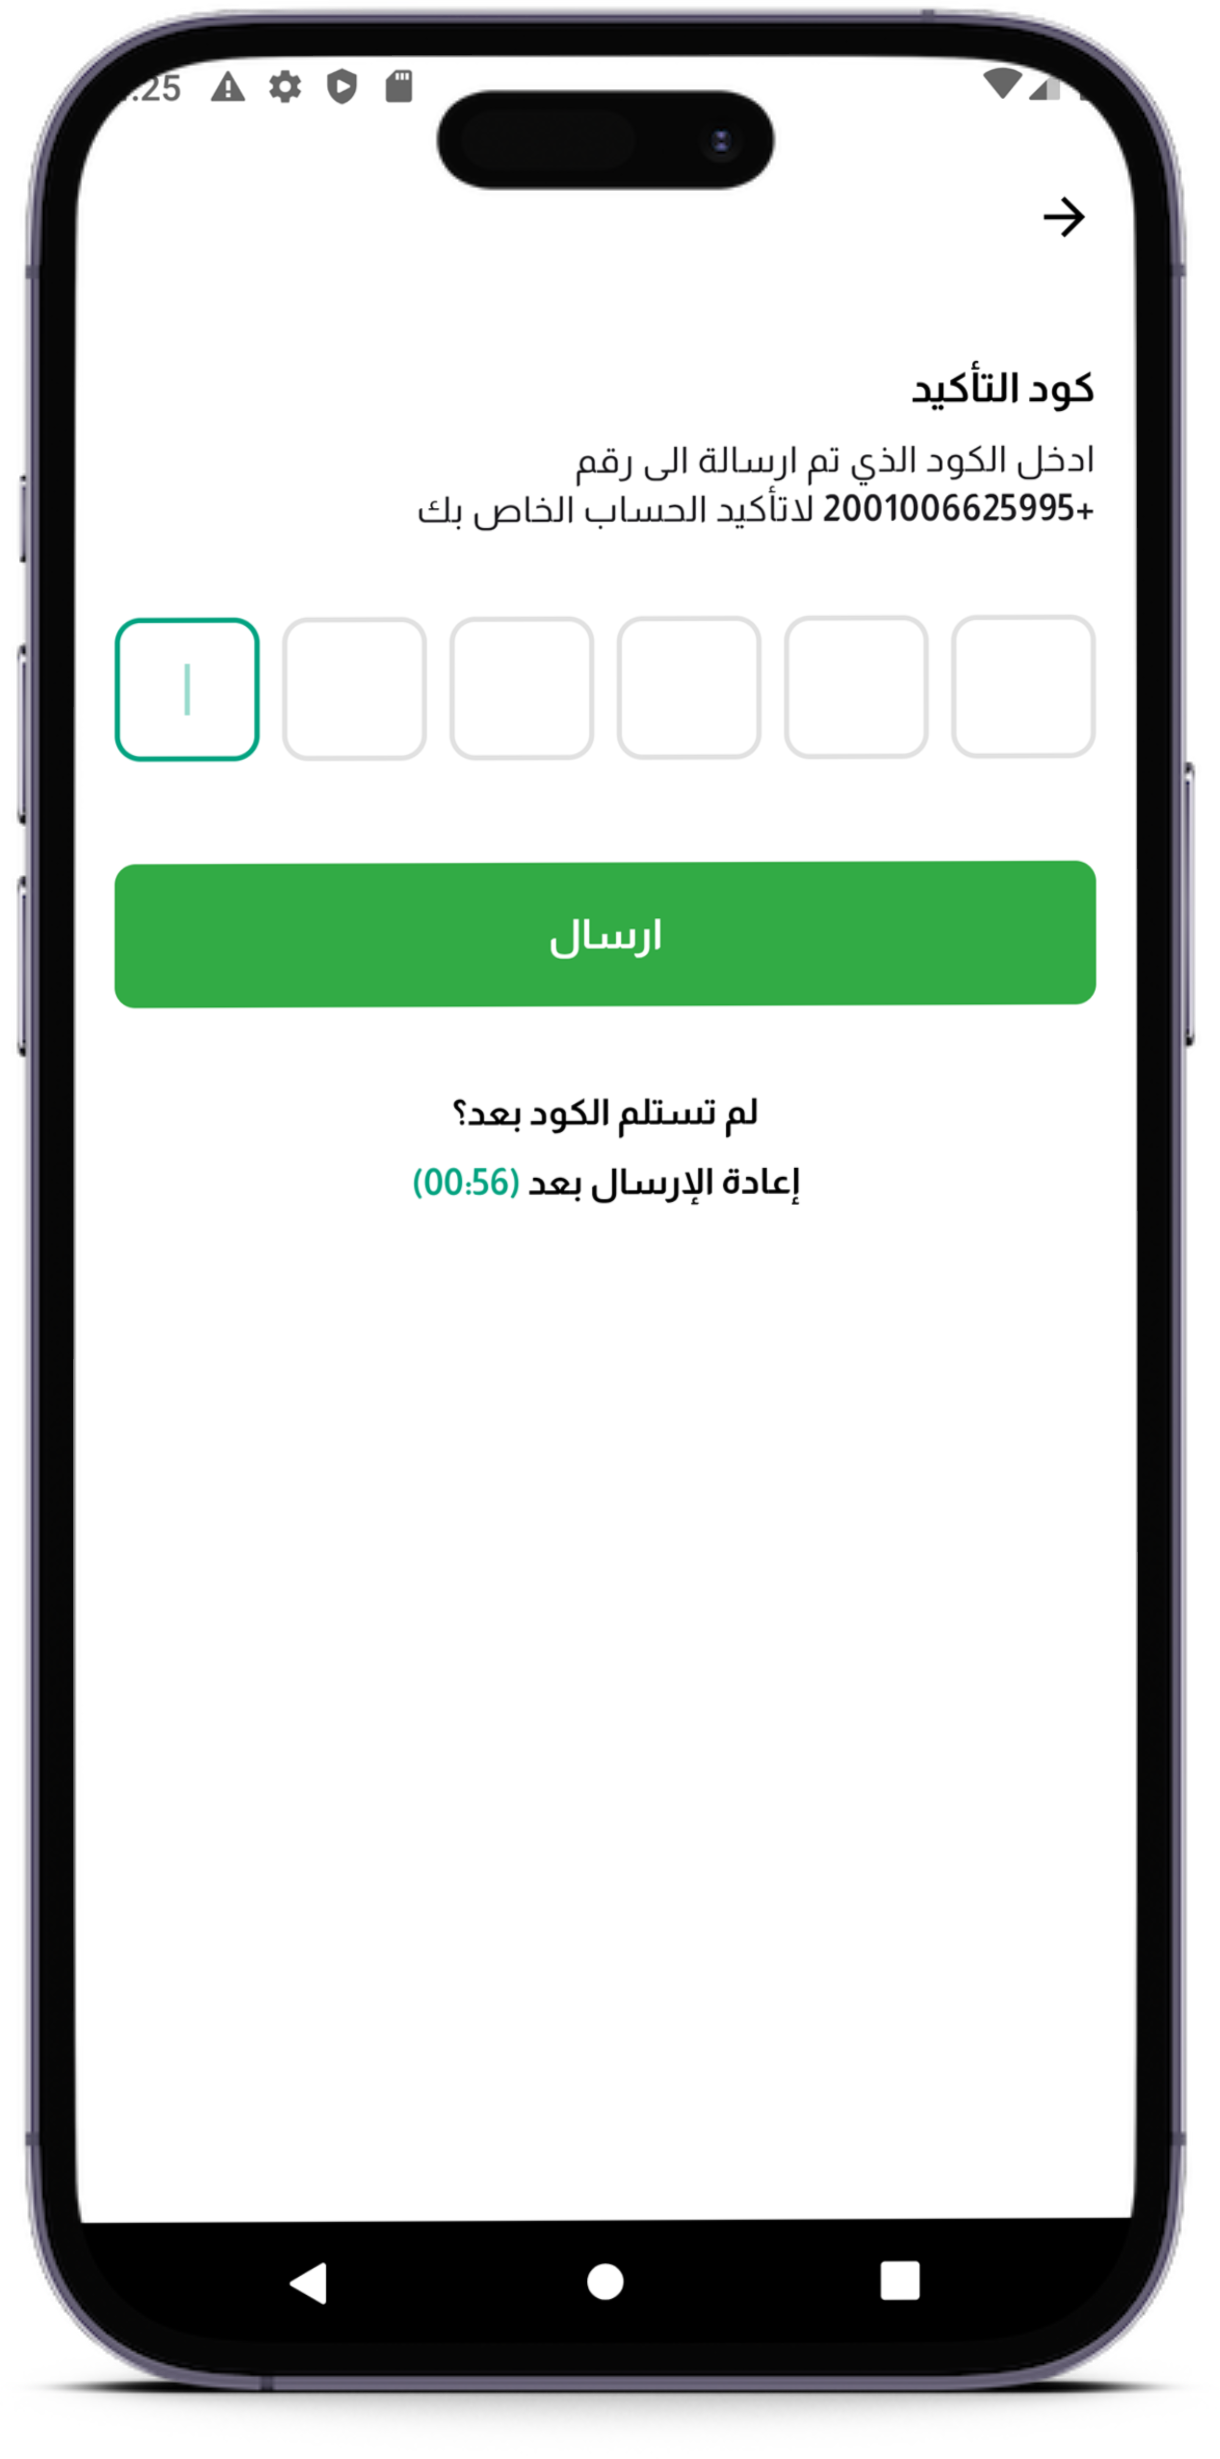 25
كود التأكيد
ادخل الكود الذي تم ارسالة الى رقم
+2001006625995 لاتأكيد الحساب الخاص بك
ارسال
لم تستلم الكود بعد؟
إعادة الإرسال بعد (00:56)